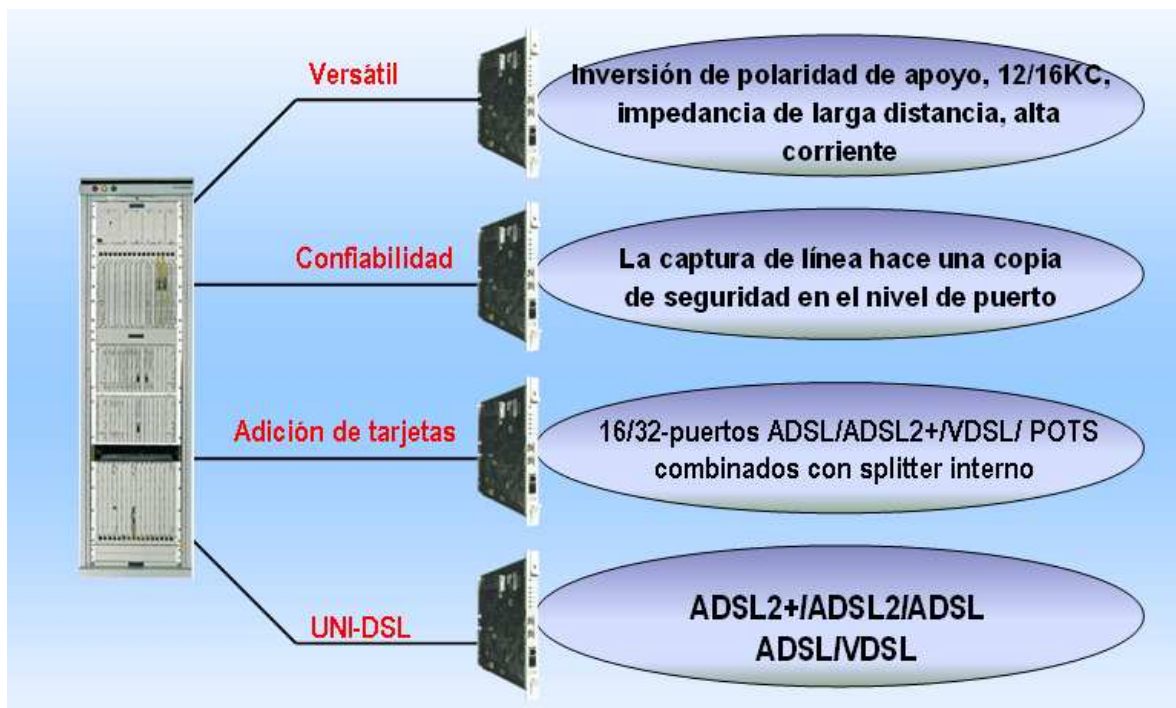 Versátil
Inversión de polaridad de apoyo, 12/16KC,
impedancia de larga distancia, alta
corriente
Confiabilidad
La captura de línea hace una copia
de seguridad en el nivel de puerto
Adición de tarjetas
16/32-puertos ADSL/ADSL2+/VDSL/ POTS
combinados con splitter interno
UNI-DSL
ADSL2+/ADSL2/ADSL
ADSL/VDSL